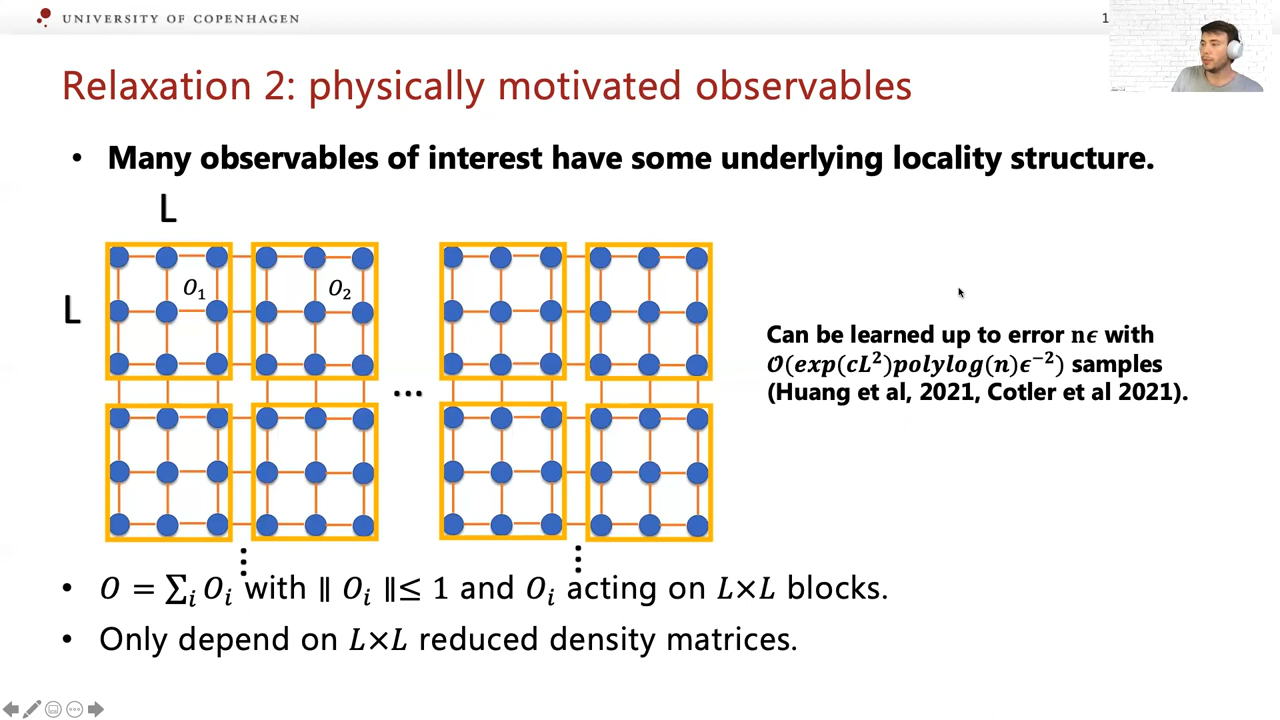 UNIVERSITY OF COPENHAGEN
1
Relaxation 2: physically motivated observables
• Many observables of interest have some underlying locality structure.
L
L
O₁
O₂
...
Can be learned up to error nϵ with
𝒪(exp(cL²)polylog(n)ϵ⁻²) samples
(Huang et al, 2021, Cotler et al 2021).
⋮
⋮
• O = ∑ᵢ Oᵢ with ∥ Oᵢ ∥≤ 1 and Oᵢ acting on L×L blocks.
• Only depend on L×L reduced density matrices.